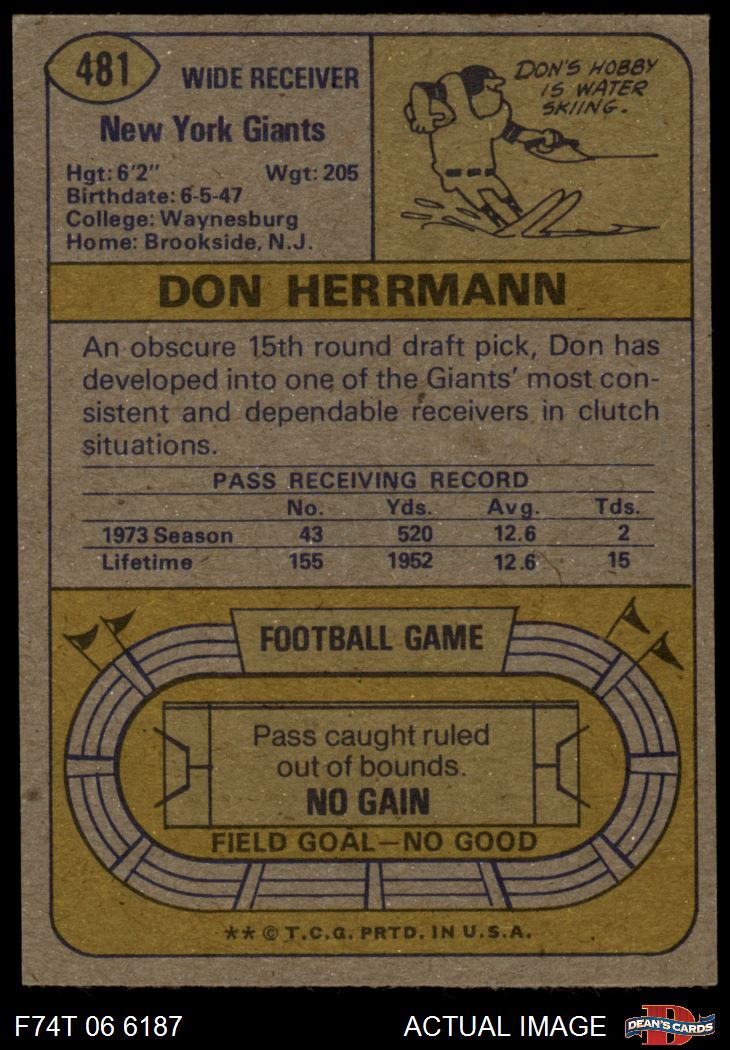 481
WIDE RECEIVER
New York Giants
Hgt: 6'2" Wgt: 205
Birthdate: 6-5-47
College: Waynesburg
Home: Brookside, N.J.
DON'S HOBBY
IS WATER
SKIING.
DON HERRMANN
An obscure 15th round draft pick, Don has
developed into one of the Giants' most con-
sistent and dependable receivers in clutch
situations.
PASS RECEIVING RECORD
No. Yds. Avg. Tds.
1973 Season 43 520 12.6 2
Lifetime 155 1952 12.6 15
FOOTBALL GAME
Pass caught ruled
out of bounds.
NO GAIN
FIELD GOAL—NO GOOD
** © T.C.G. PRTD. IN U.S.A.
F74T 06 6187 ACTUAL IMAGE
D
DEAN'S CARDS